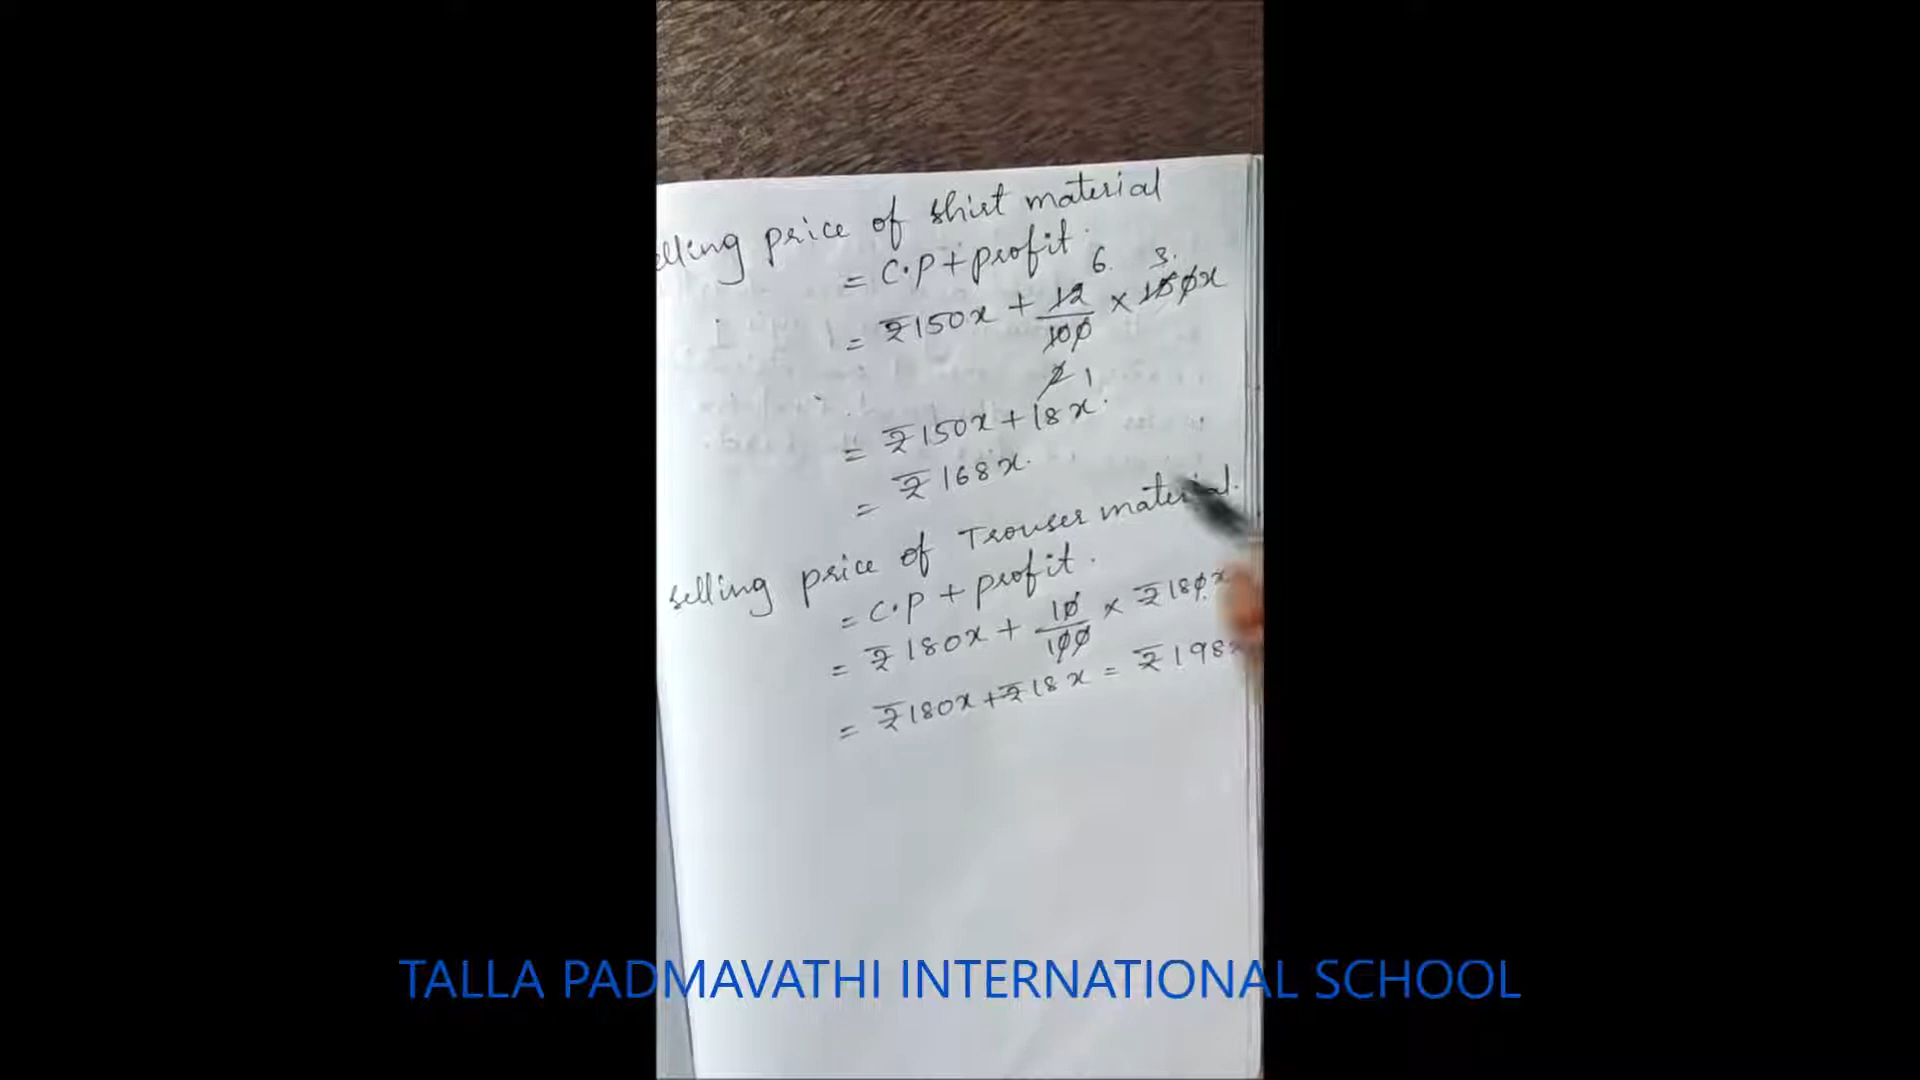 elling price of shirt material
= C.P + profit.
6. 3.
= ₹150x + 12/100 × 150x
2 1
= ₹150x + 18x.
= ₹168x.
selling price of Trouser material.
= C.P + profit.
= ₹180x + 10/100 × ₹180x
= ₹180x + ₹18x = ₹198x
TALLA PADMAVATHI INTERNATIONAL SCHOOL